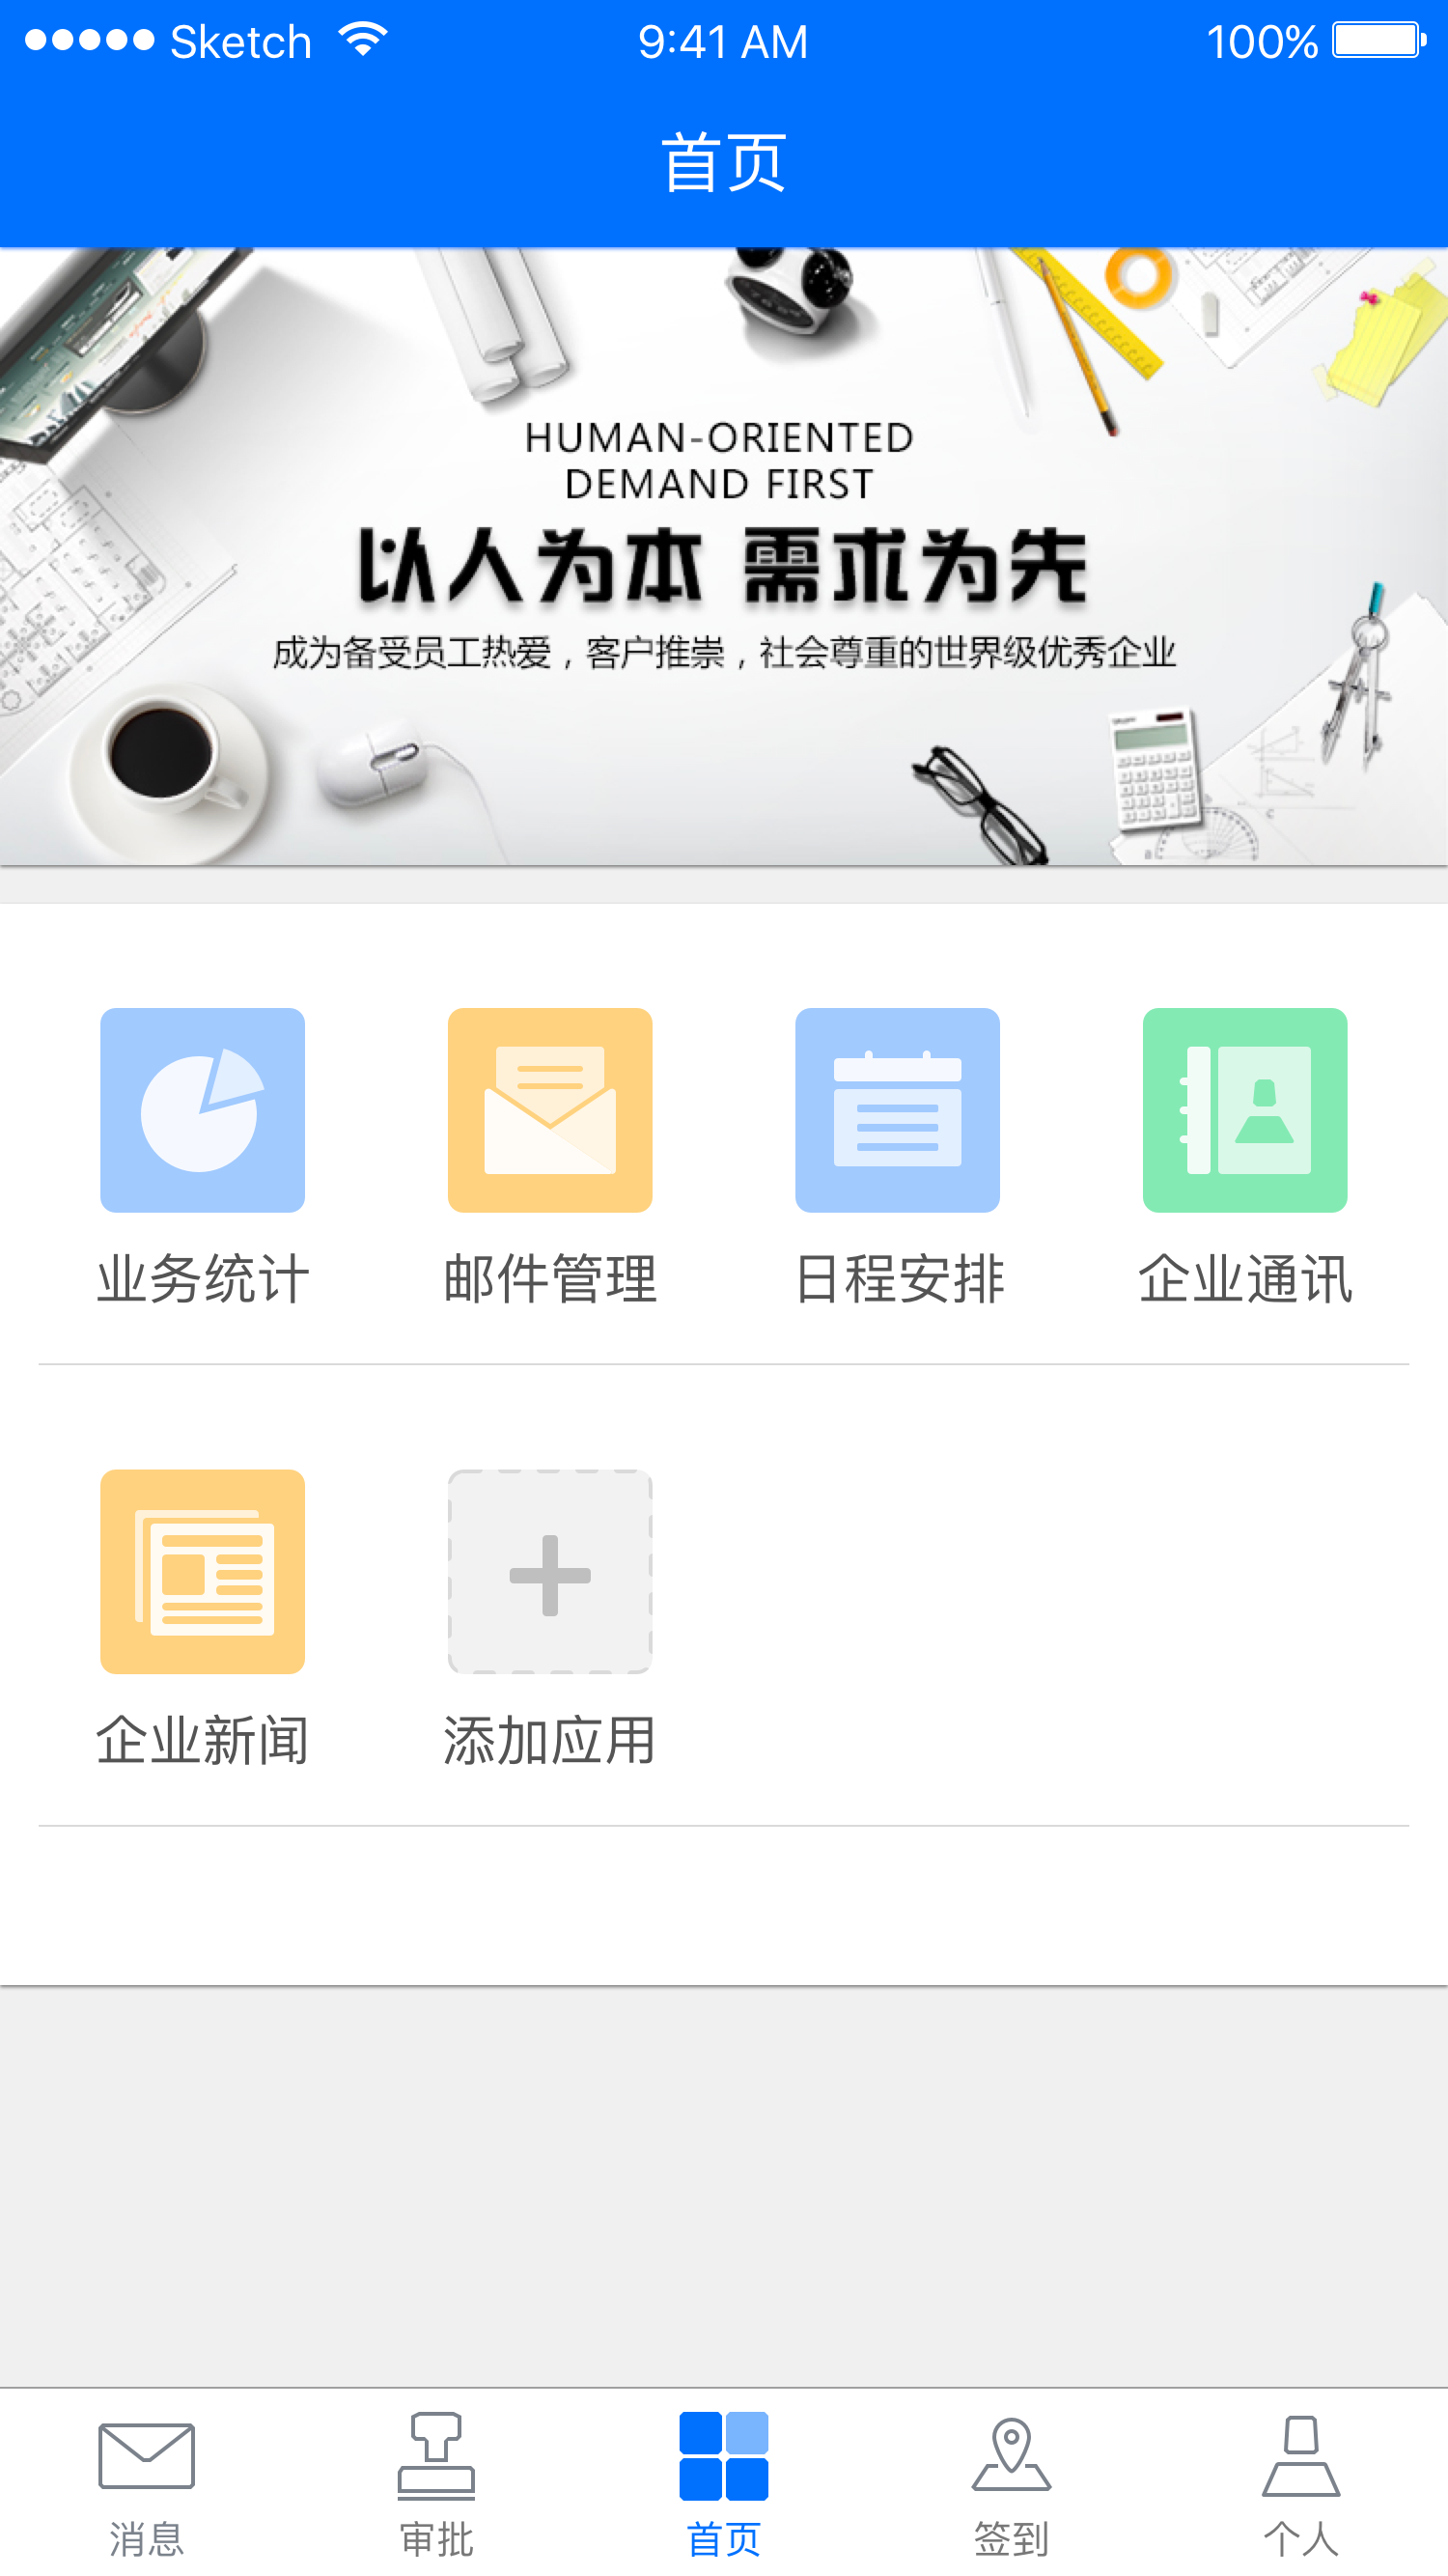 Sketch 9:41 AM 100%
首页
HUMAN-ORIENTED
DEMAND FIRST
以人为本 需求为先
成为备受员工热爱，客户推崇，社会尊重的世界级优秀企业
业务统计 邮件管理 日程安排 企业通讯
企业新闻 添加应用
消息 审批 首页 签到 个人